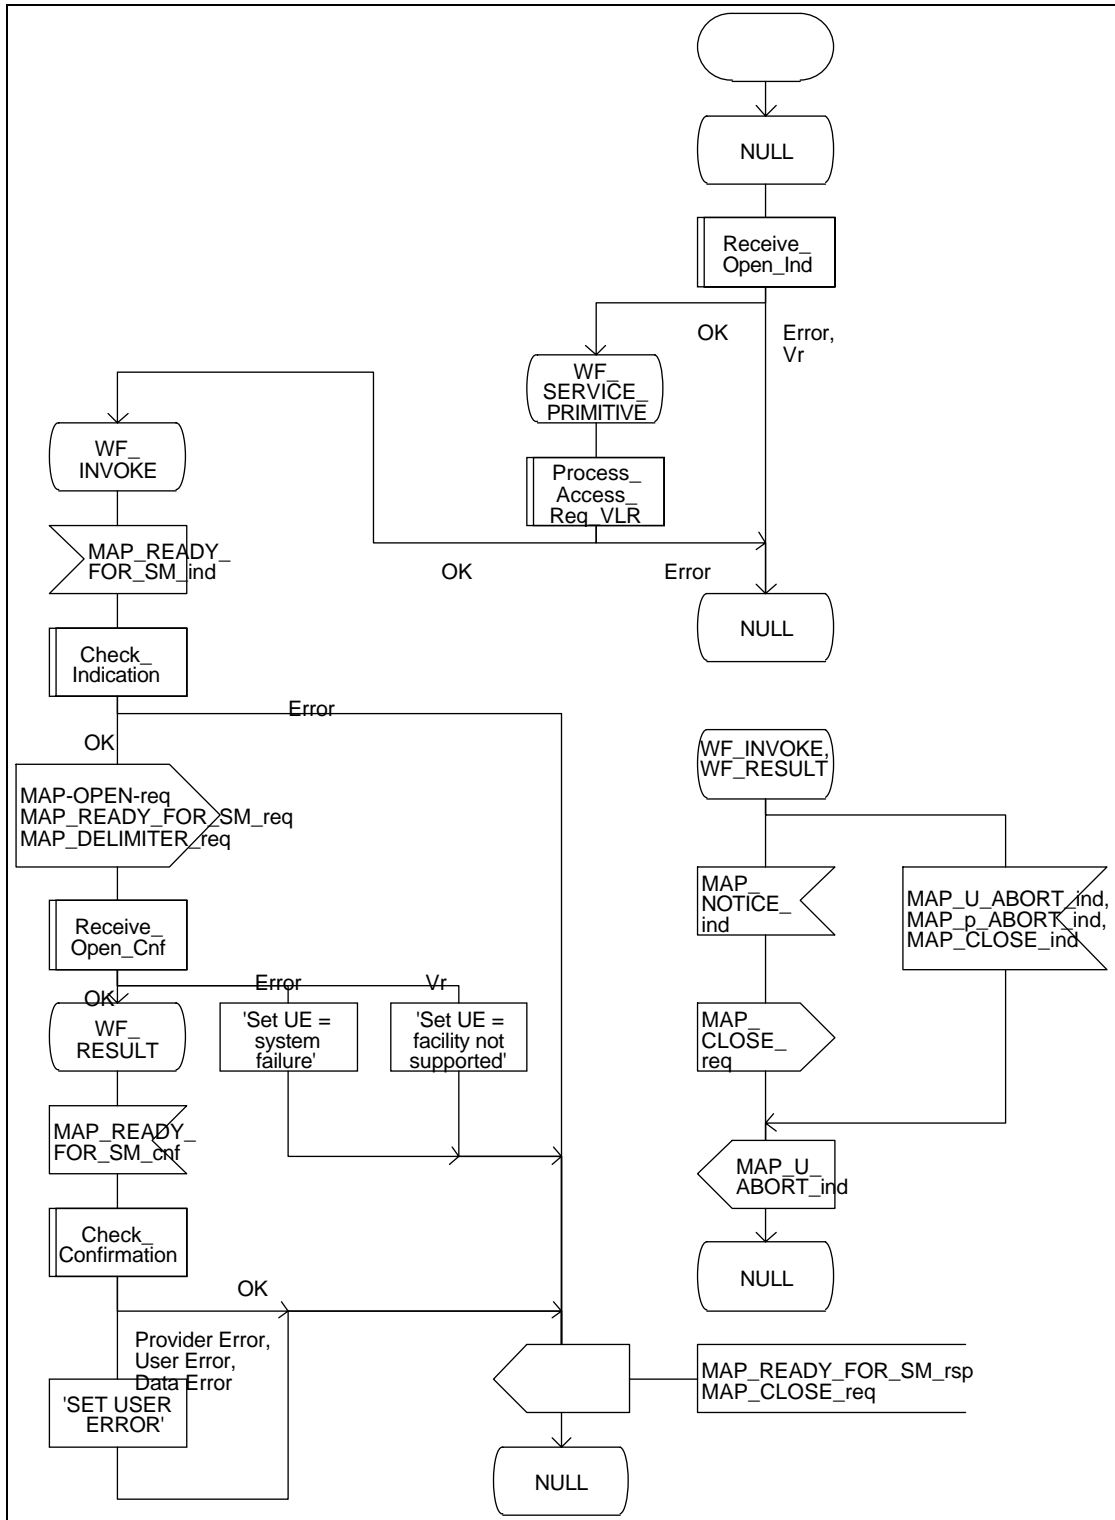 NULL
Receive_
Open_Ind
OK
Error,
Vr
WF_
SERVICE_
PRIMITIVE
WF_
INVOKE
Process_
Access_
Req_VLR
MAP_READY_
FOR_SM_ind
OK
Error
NULL
Check_
Indication
Error
OK
WF_INVOKE,
WF_RESULT
MAP-OPEN-req
MAP_READY_FOR_SM_req
MAP_DELIMITER_req
MAP_
NOTICE_
ind
MAP_U_ABORT_ind,
MAP_p_ABORT_ind,
MAP_CLOSE_ind
Receive_
Open_Cnf
OK
Error
Vr
WF_
RESULT
'Set UE =
system
failure'
'Set UE =
facility not
supported'
MAP_
CLOSE_
req
MAP_READY_
FOR_SM_cnf
MAP_U_
ABORT_ind
Check_
Confirmation
NULL
OK
Provider Error,
User Error,
Data Error
MAP_READY_FOR_SM_rsp
MAP_CLOSE_req
'SET USER
ERROR'
NULL